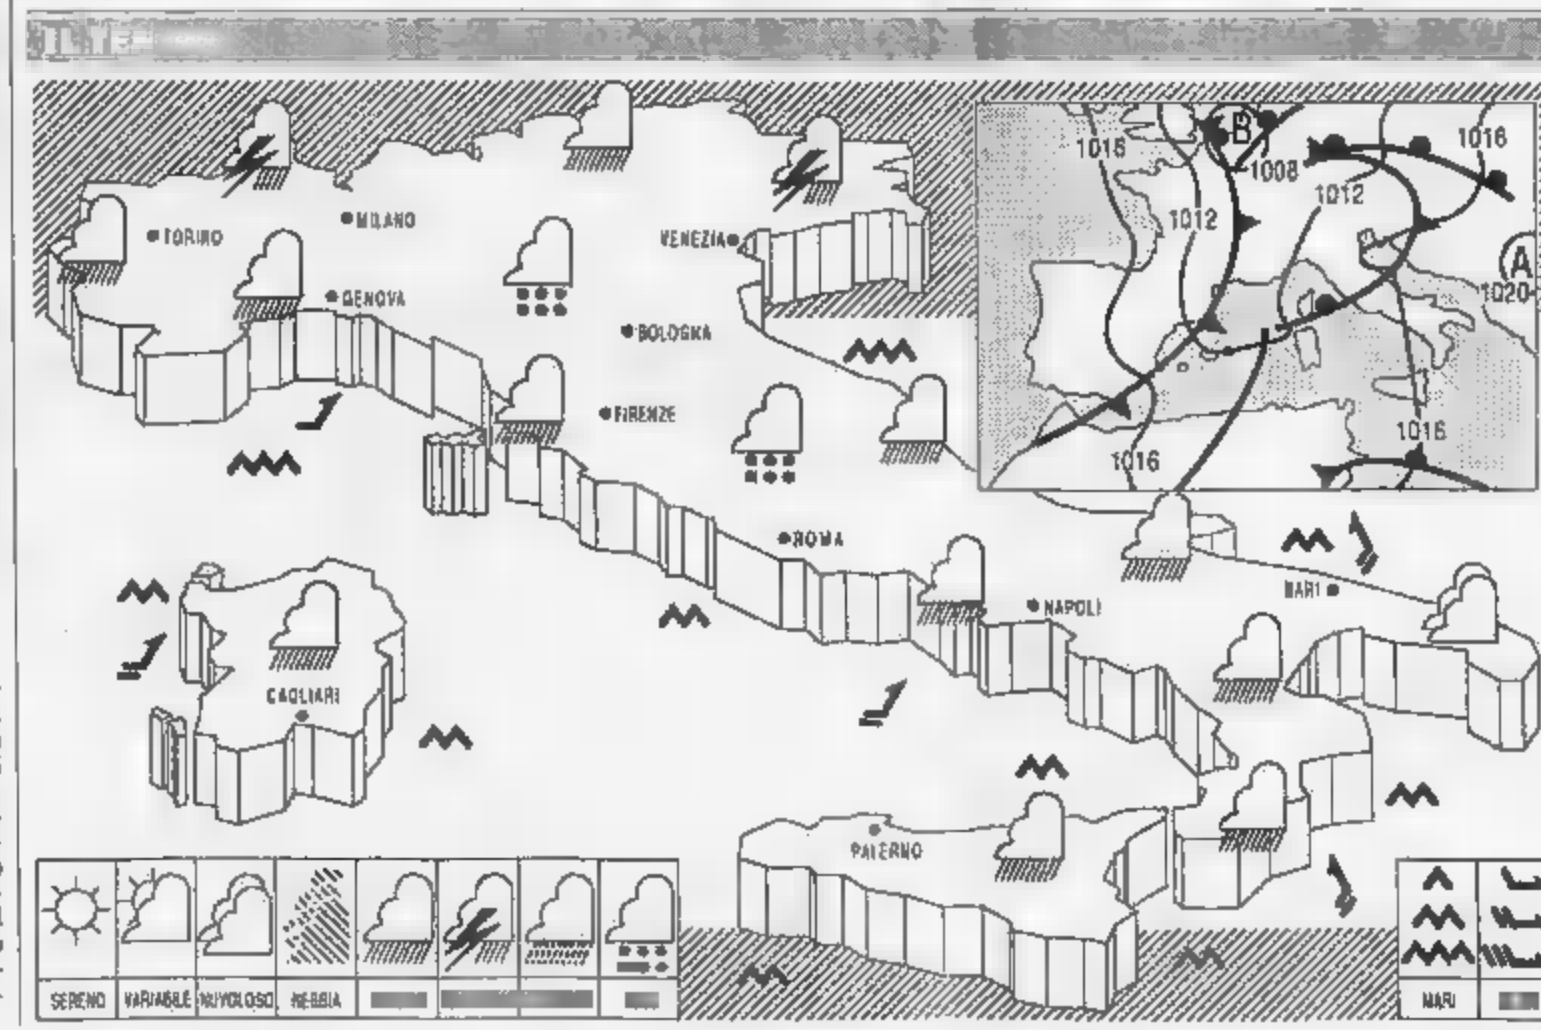 MILANO
TORINO
VENEZIA
GENOVA
BOLOGNA
FIRENZE
ROMA
NAPOLI
BARI
CAGLIARI
PALERMO
B
1016
1008
1016
1012
1012
A
1020
1016
1016
SERENO VARIABILE NUVOLOSO NEBBIA
MARI